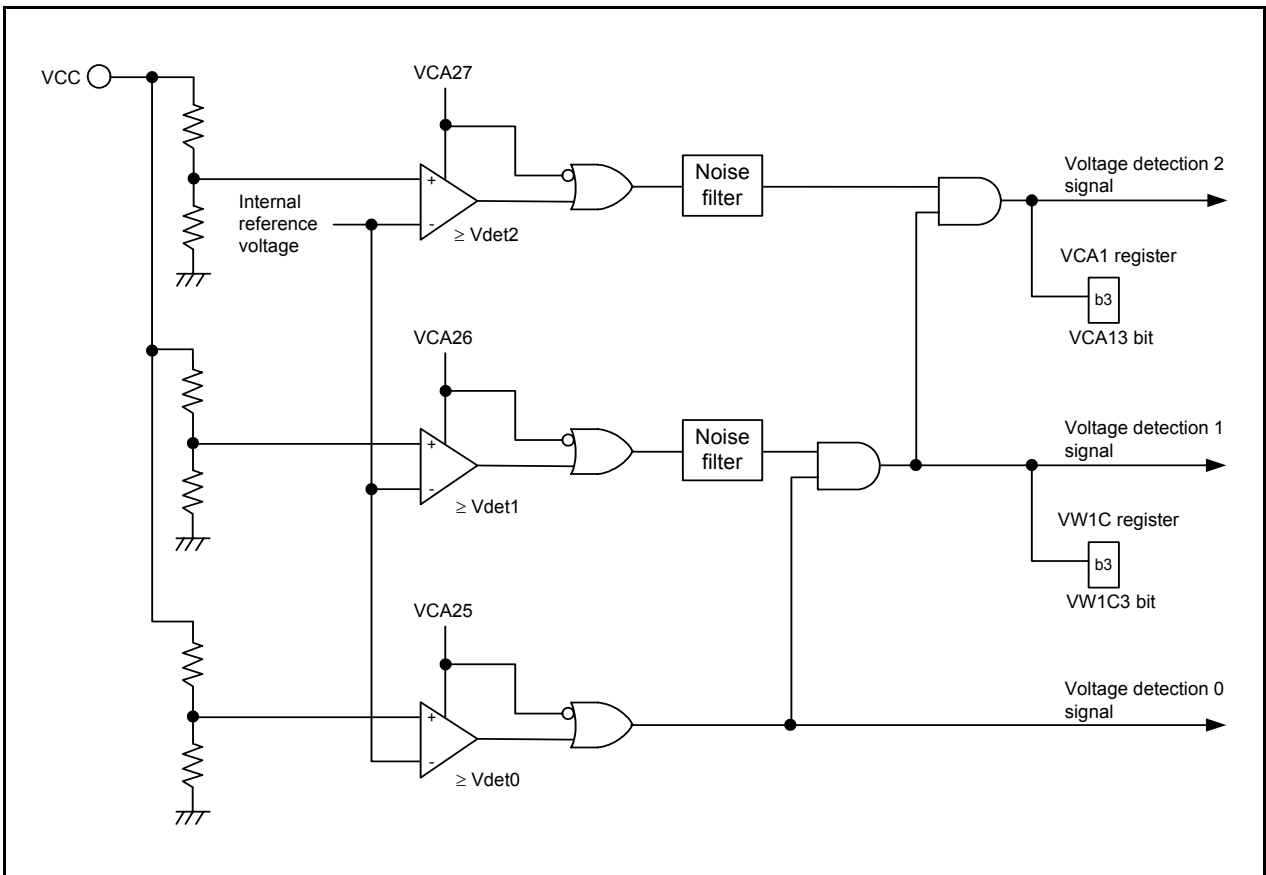 VCC
VCA27
+
-
≥ Vdet2
Internal
reference
voltage
Noise
filter
Voltage detection 2
signal
VCA1 register
b3
VCA13 bit
VCA26
+
-
≥ Vdet1
Noise
filter
Voltage detection 1
signal
VW1C register
b3
VW1C3 bit
VCA25
+
-
≥ Vdet0
Voltage detection 0
signal